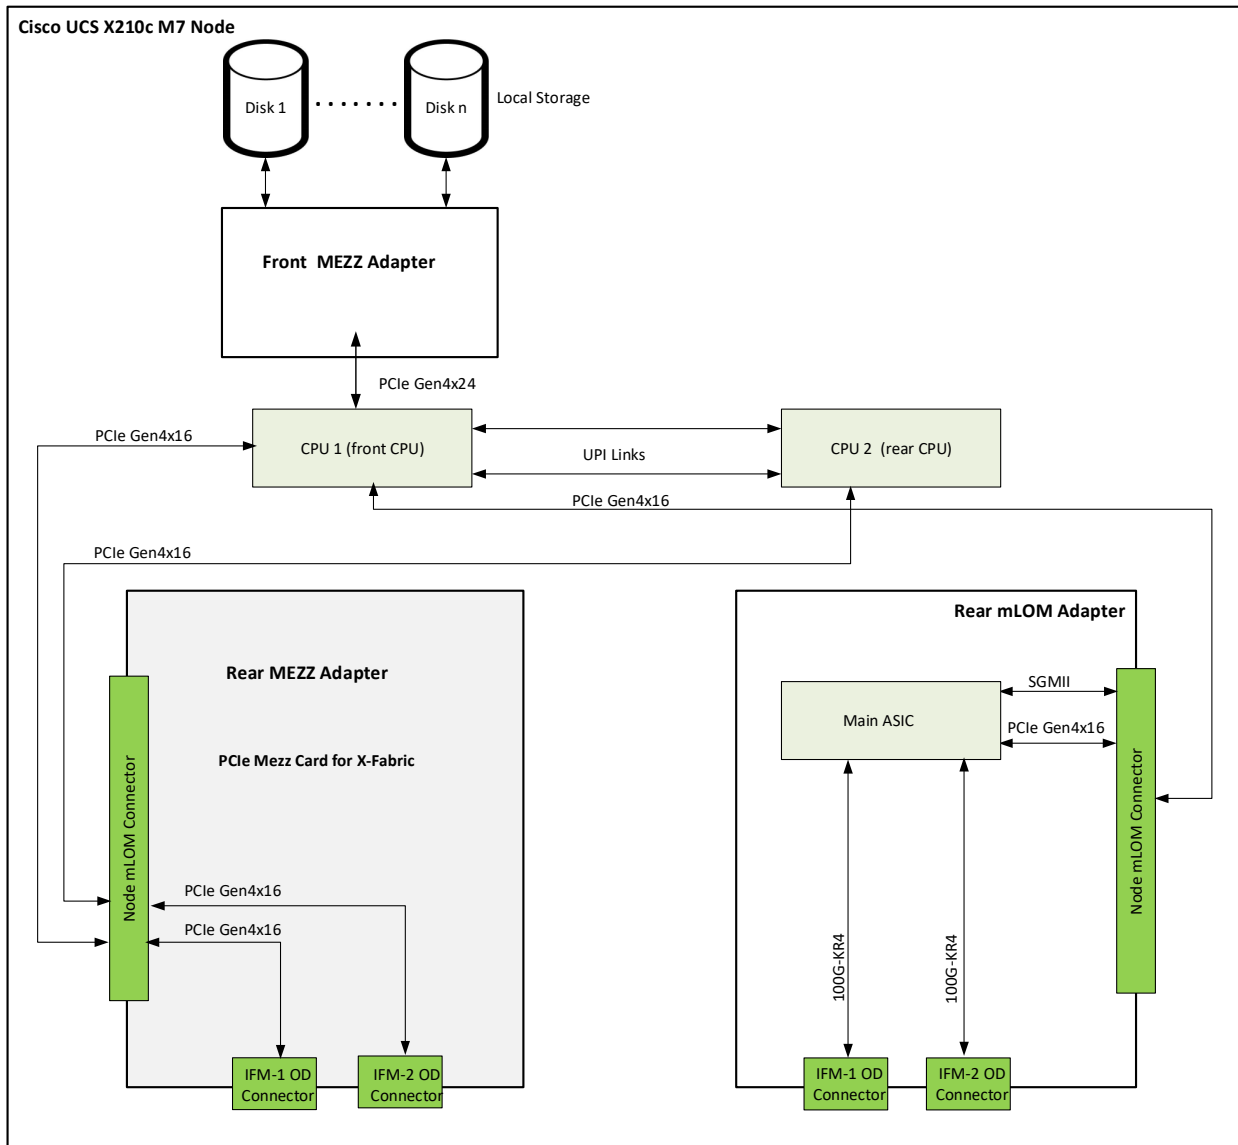 Cisco UCS X210c M7 Node
Disk 1
Disk n
Local Storage
Front MEZZ Adapter
PCIe Gen4x24
PCIe Gen4x16
CPU 1 (front CPU)
UPI Links
CPU 2 (rear CPU)
PCIe Gen4x16
PCIe Gen4x16
Rear MEZZ Adapter
PCIe Mezz Card for X-Fabric
Node mLOM Connector
PCIe Gen4x16
PCIe Gen4x16
IFM-1 OD
Connector
IFM-2 OD
Connector
Rear mLOM Adapter
SGMII
Main ASIC
PCIe Gen4x16
Node mLOM Connector
100G-KR4
100G-KR4
IFM-1 OD
Connector
IFM-2 OD
Connector